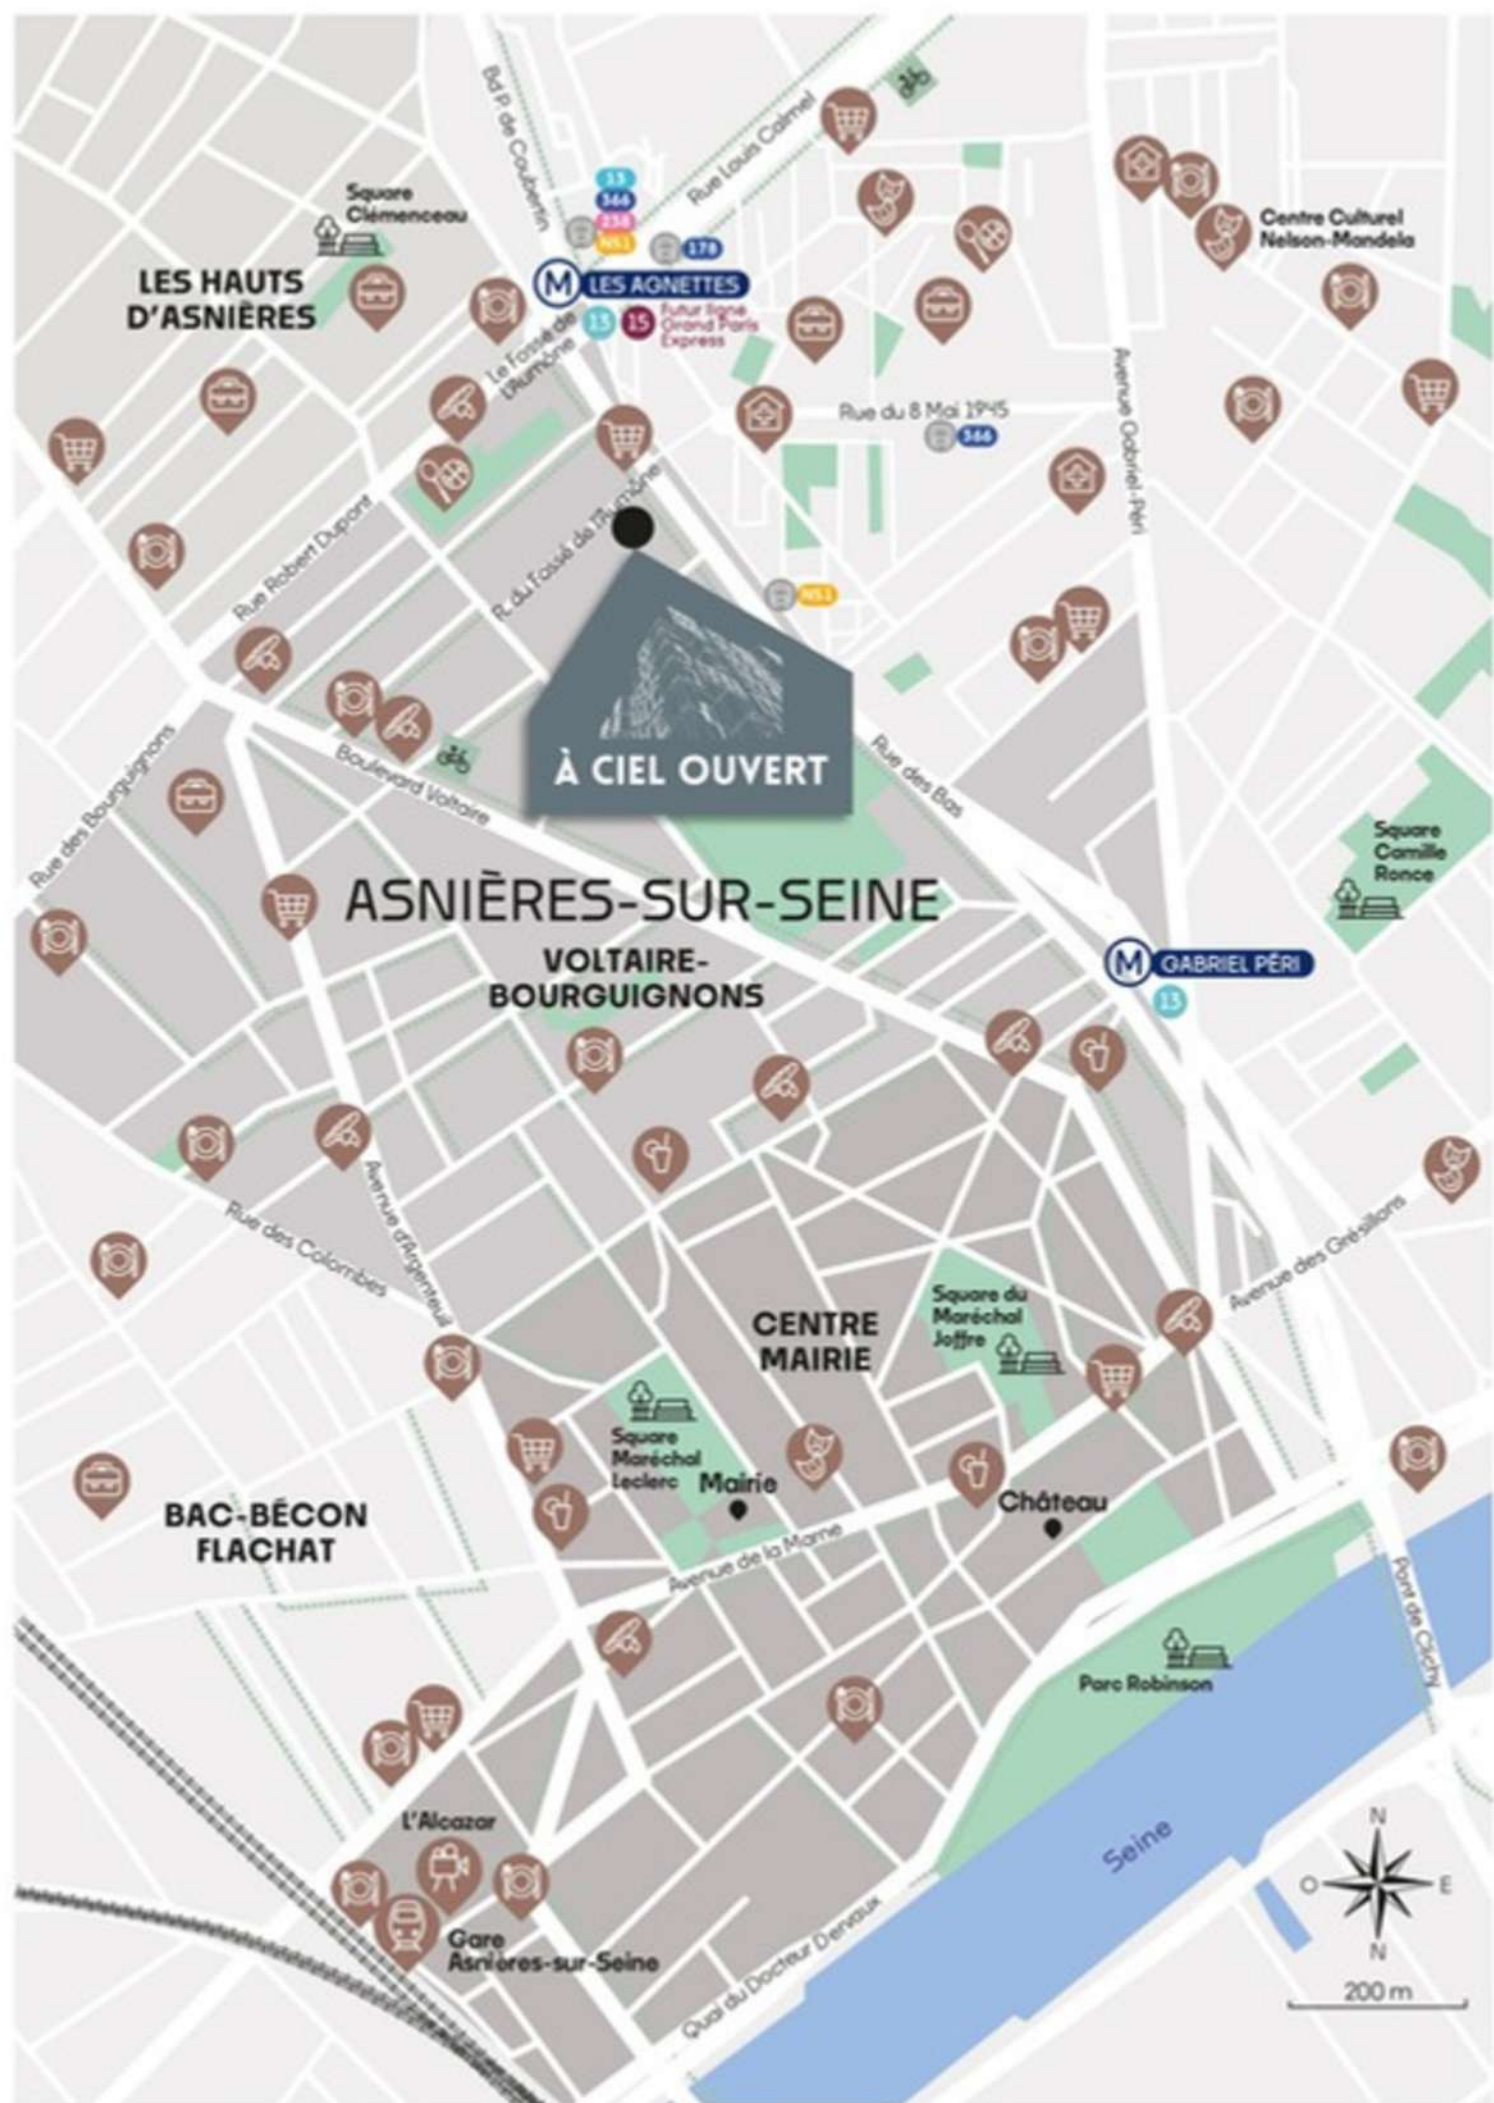 Bd P. de Coubertin
Rue Louis Calmel
13
366
238
N51
178
Square
Clémenceau
Centre Culturel
Nelson-Mandela
LES HAUTS
D'ASNIÈRES
M
LES AGNETTES
13
15
Futur ligne
Grand Paris
Express
Le Fossé de
l'Aumône
Rue du 8 Mai 1945
366
Avenue Gabriel-Péri
Rue Robert Dupont
R. du Fossé de l'Aumône
N51
À CIEL OUVERT
Rue des Bourguignons
Boulevard Voltaire
Rue des Bas
Square
Camille
Ronce
ASNIÈRES-SUR-SEINE
VOLTAIRE-
BOURGUIGNONS
M
GABRIEL PÉRI
13
Rue des Colombes
Avenue d'Argenteuil
Avenue des Grésillons
Square du
Maréchal
Joffre
CENTRE
MAIRIE
Square
Maréchal
Leclerc
Mairie
Château
BAC-BÉCON
FLACHAT
Avenue de la Marne
Pont de Clichy
Parc Robinson
L'Alcazar
Seine
Gare
Asnières-sur-Seine
Quai du Docteur Dervaux
N
O
E
N
200 m